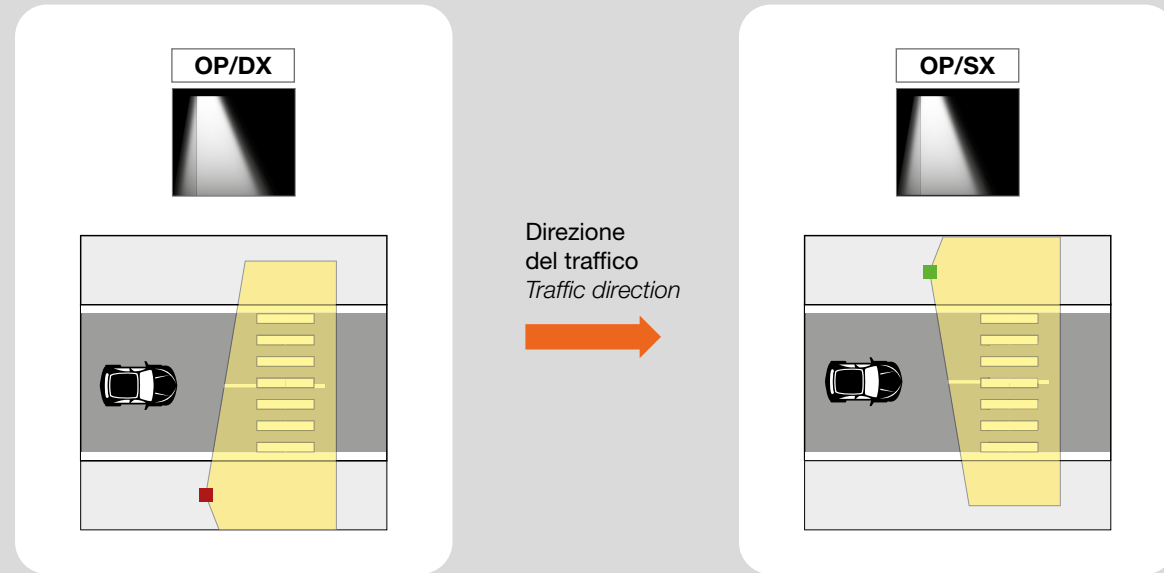 OP/DX
Direzione
del traffico
Traffic direction
OP/SX